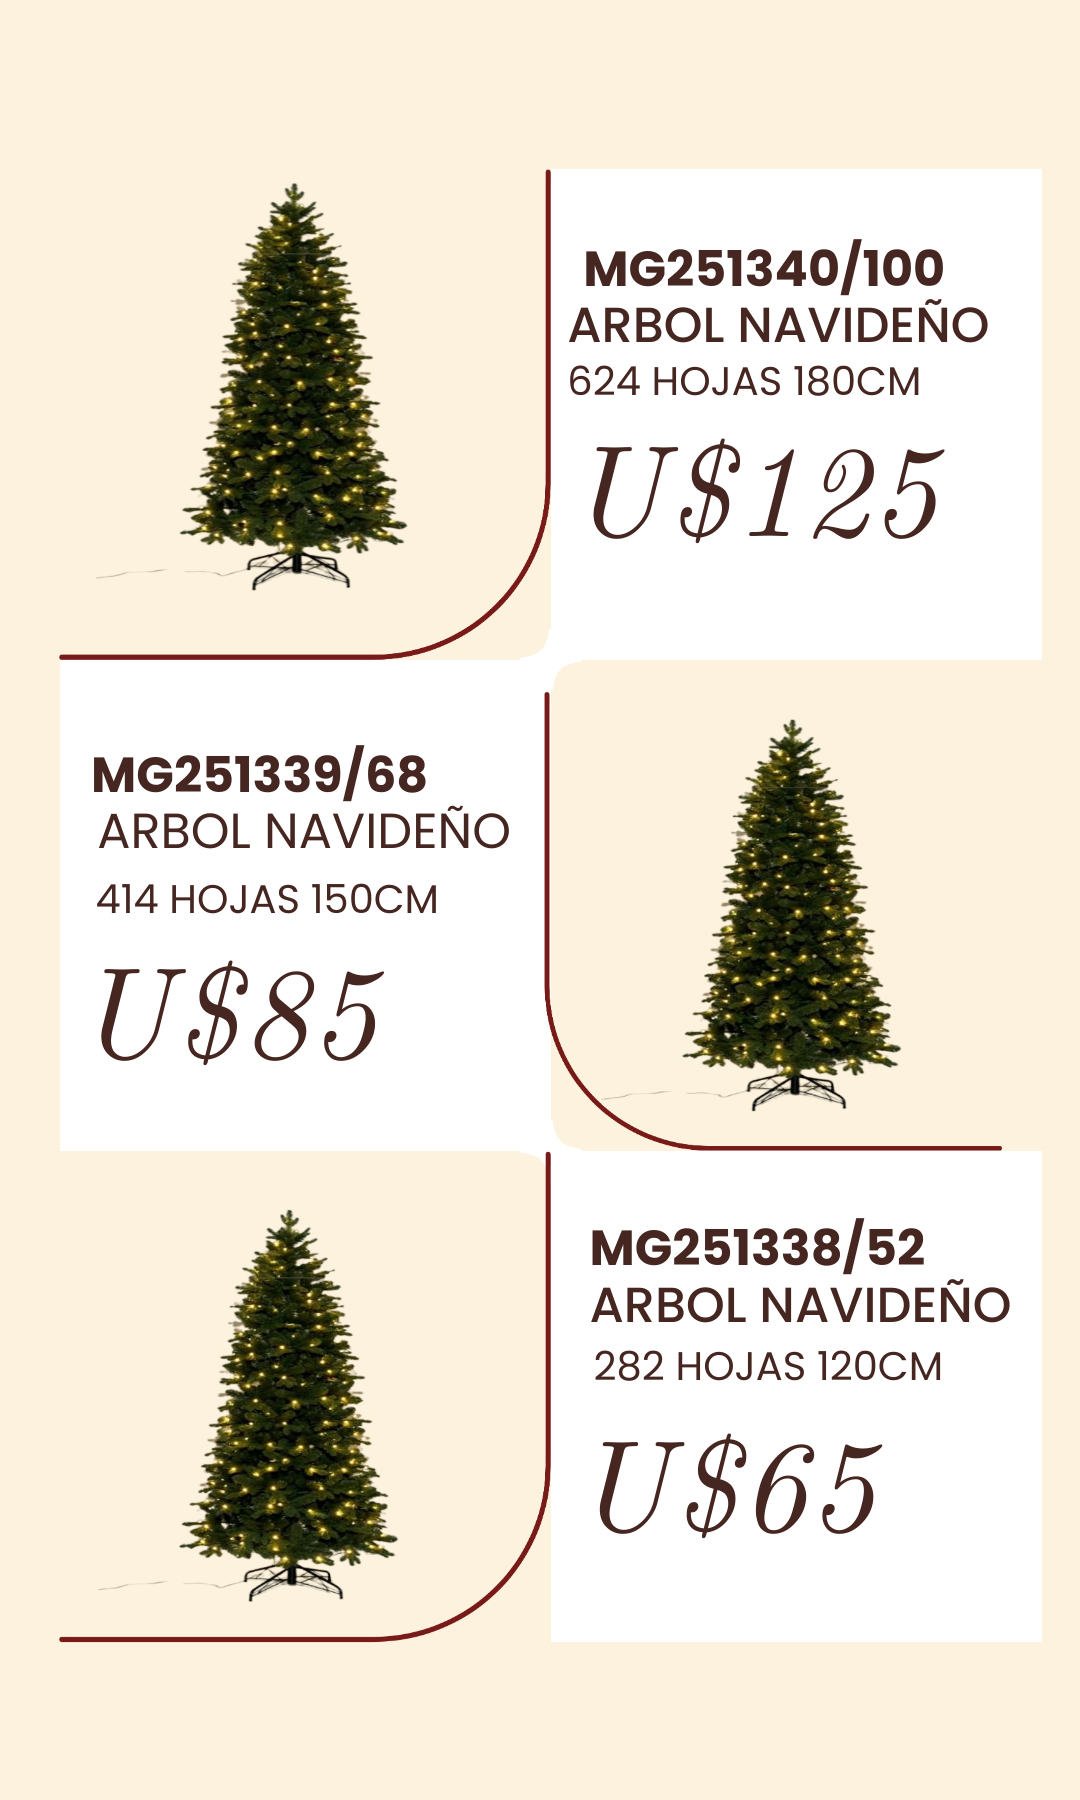 MG251340/100
ARBOL NAVIDEÑO
624 HOJAS 180CM
U$125
MG251339/68
ARBOL NAVIDEÑO
414 HOJAS 150CM
U$85
MG251338/52
ARBOL NAVIDEÑO
282 HOJAS 120CM
U$65